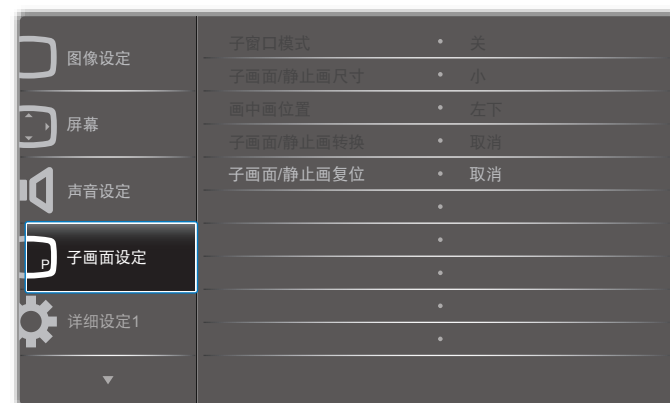 图像设定
屏幕
声音设定
P
子画面设定
详细设定1
子窗口模式 • 关
子画面/静止画尺寸 • 小
画中画位置 • 左下
子画面/静止画转换 • 取消
子画面/静止画复位 • 取消